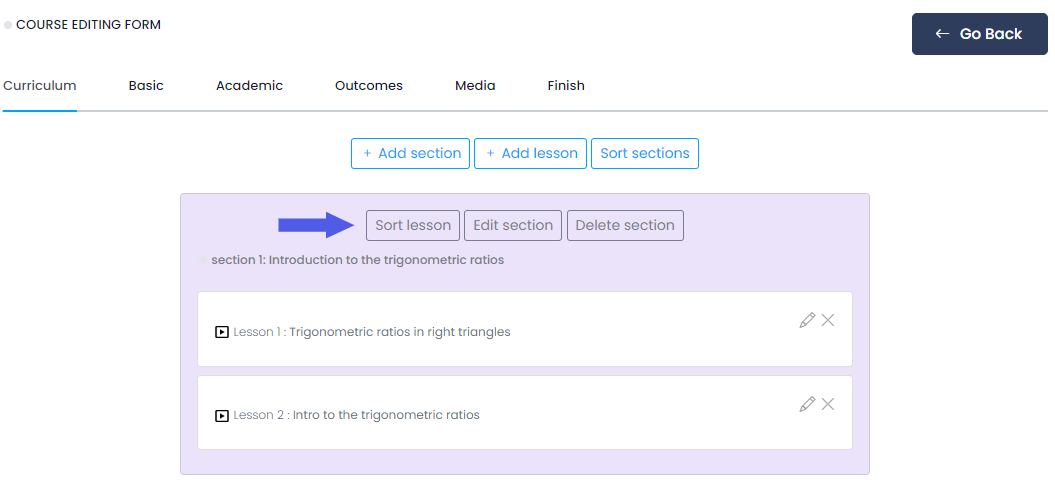 COURSE EDITING FORM
← Go Back
Curriculum Basic Academic Outcomes Media Finish
+ Add section + Add lesson Sort sections
Sort lesson Edit section Delete section
section 1: Introduction to the trigonometric ratios
Lesson 1 : Trigonometric ratios in right triangles
Lesson 2 : Intro to the trigonometric ratios